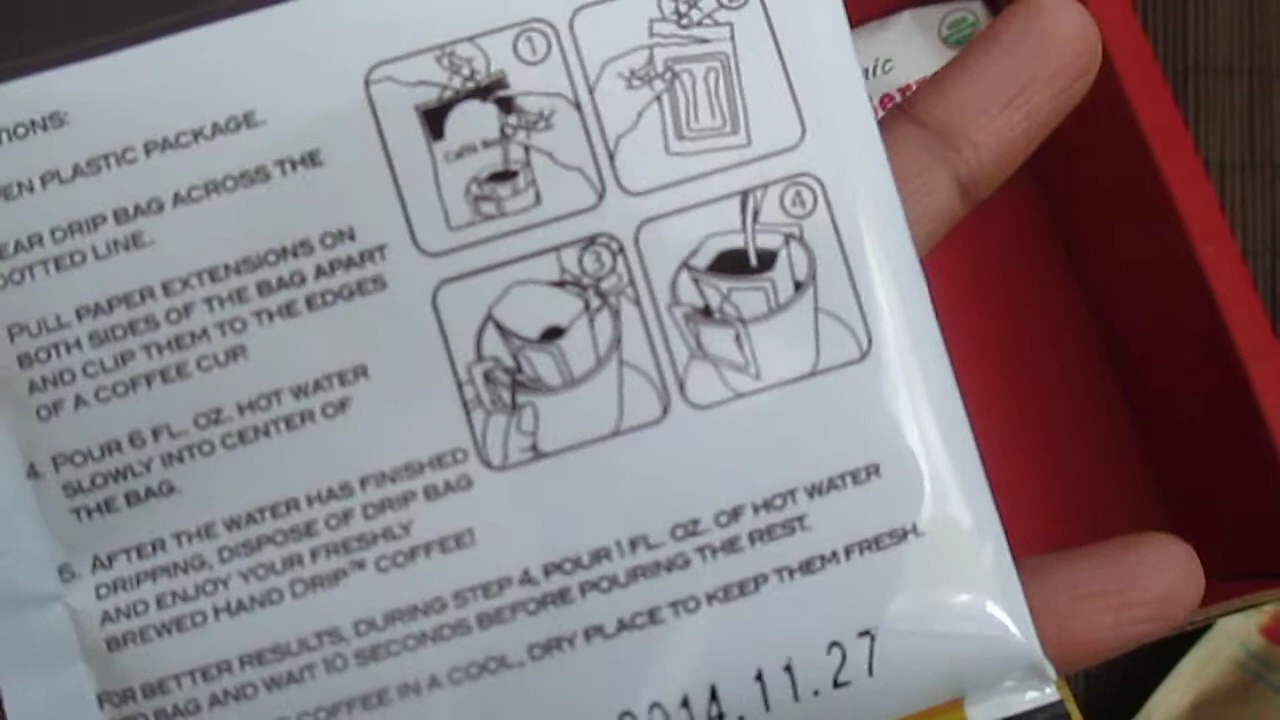 TIONS:
EN PLASTIC PACKAGE.
EAR DRIP BAG ACROSS THE
DOTTED LINE.
PULL PAPER EXTENSIONS ON
BOTH SIDES OF THE BAG APART
AND CLIP THEM TO THE EDGES
OF A COFFEE CUP.
4. POUR 6 FL. OZ. HOT WATER
SLOWLY INTO CENTER OF
THE BAG.
5. AFTER THE WATER HAS FINISHED
DRIPPING, DISPOSE OF DRIP BAG
AND ENJOY YOUR FRESHLY
BREWED HAND DRIP™ COFFEE!
FOR BETTER RESULTS, DURING STEP 4, POUR 1 FL. OZ. OF HOT WATER
BAG AND WAIT 10 SECONDS BEFORE POURING THE REST.
COFFEE IN A COOL, DRY PLACE TO KEEP THEM FRESH.
2014.11.27
1
3
4
nic